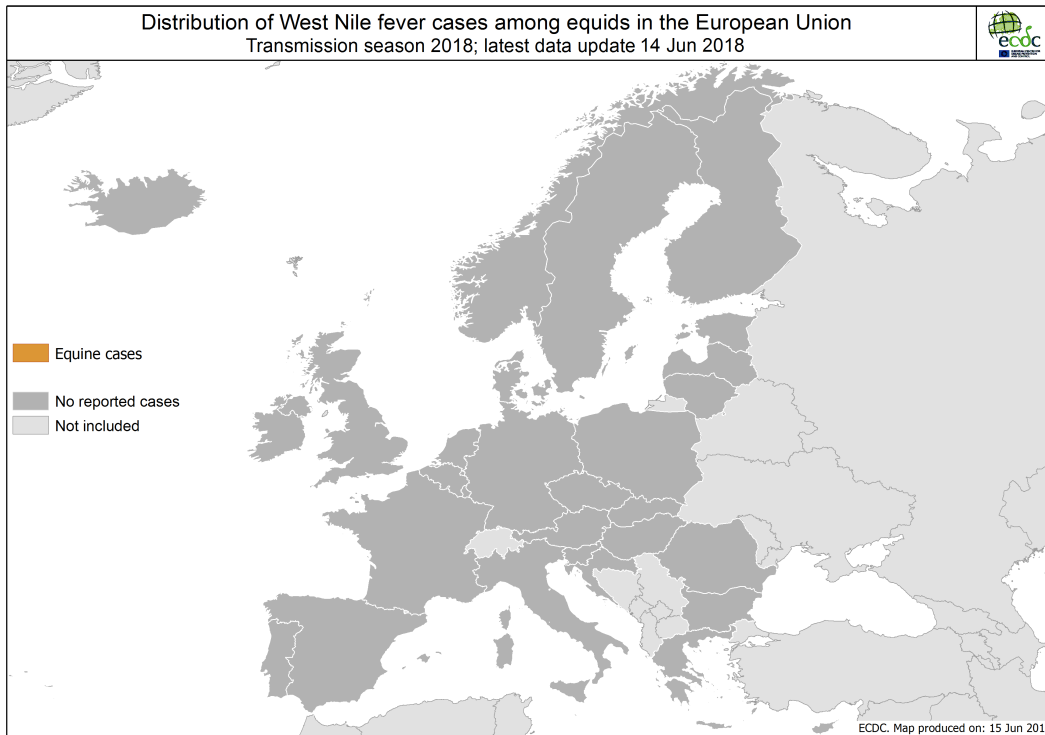 Distribution of West Nile fever cases among equids in the European Union
Transmission season 2018; latest data update 14 Jun 2018
ecdc
Equine cases
No reported cases
Not included
ECDC. Map produced on: 15 Jun 201